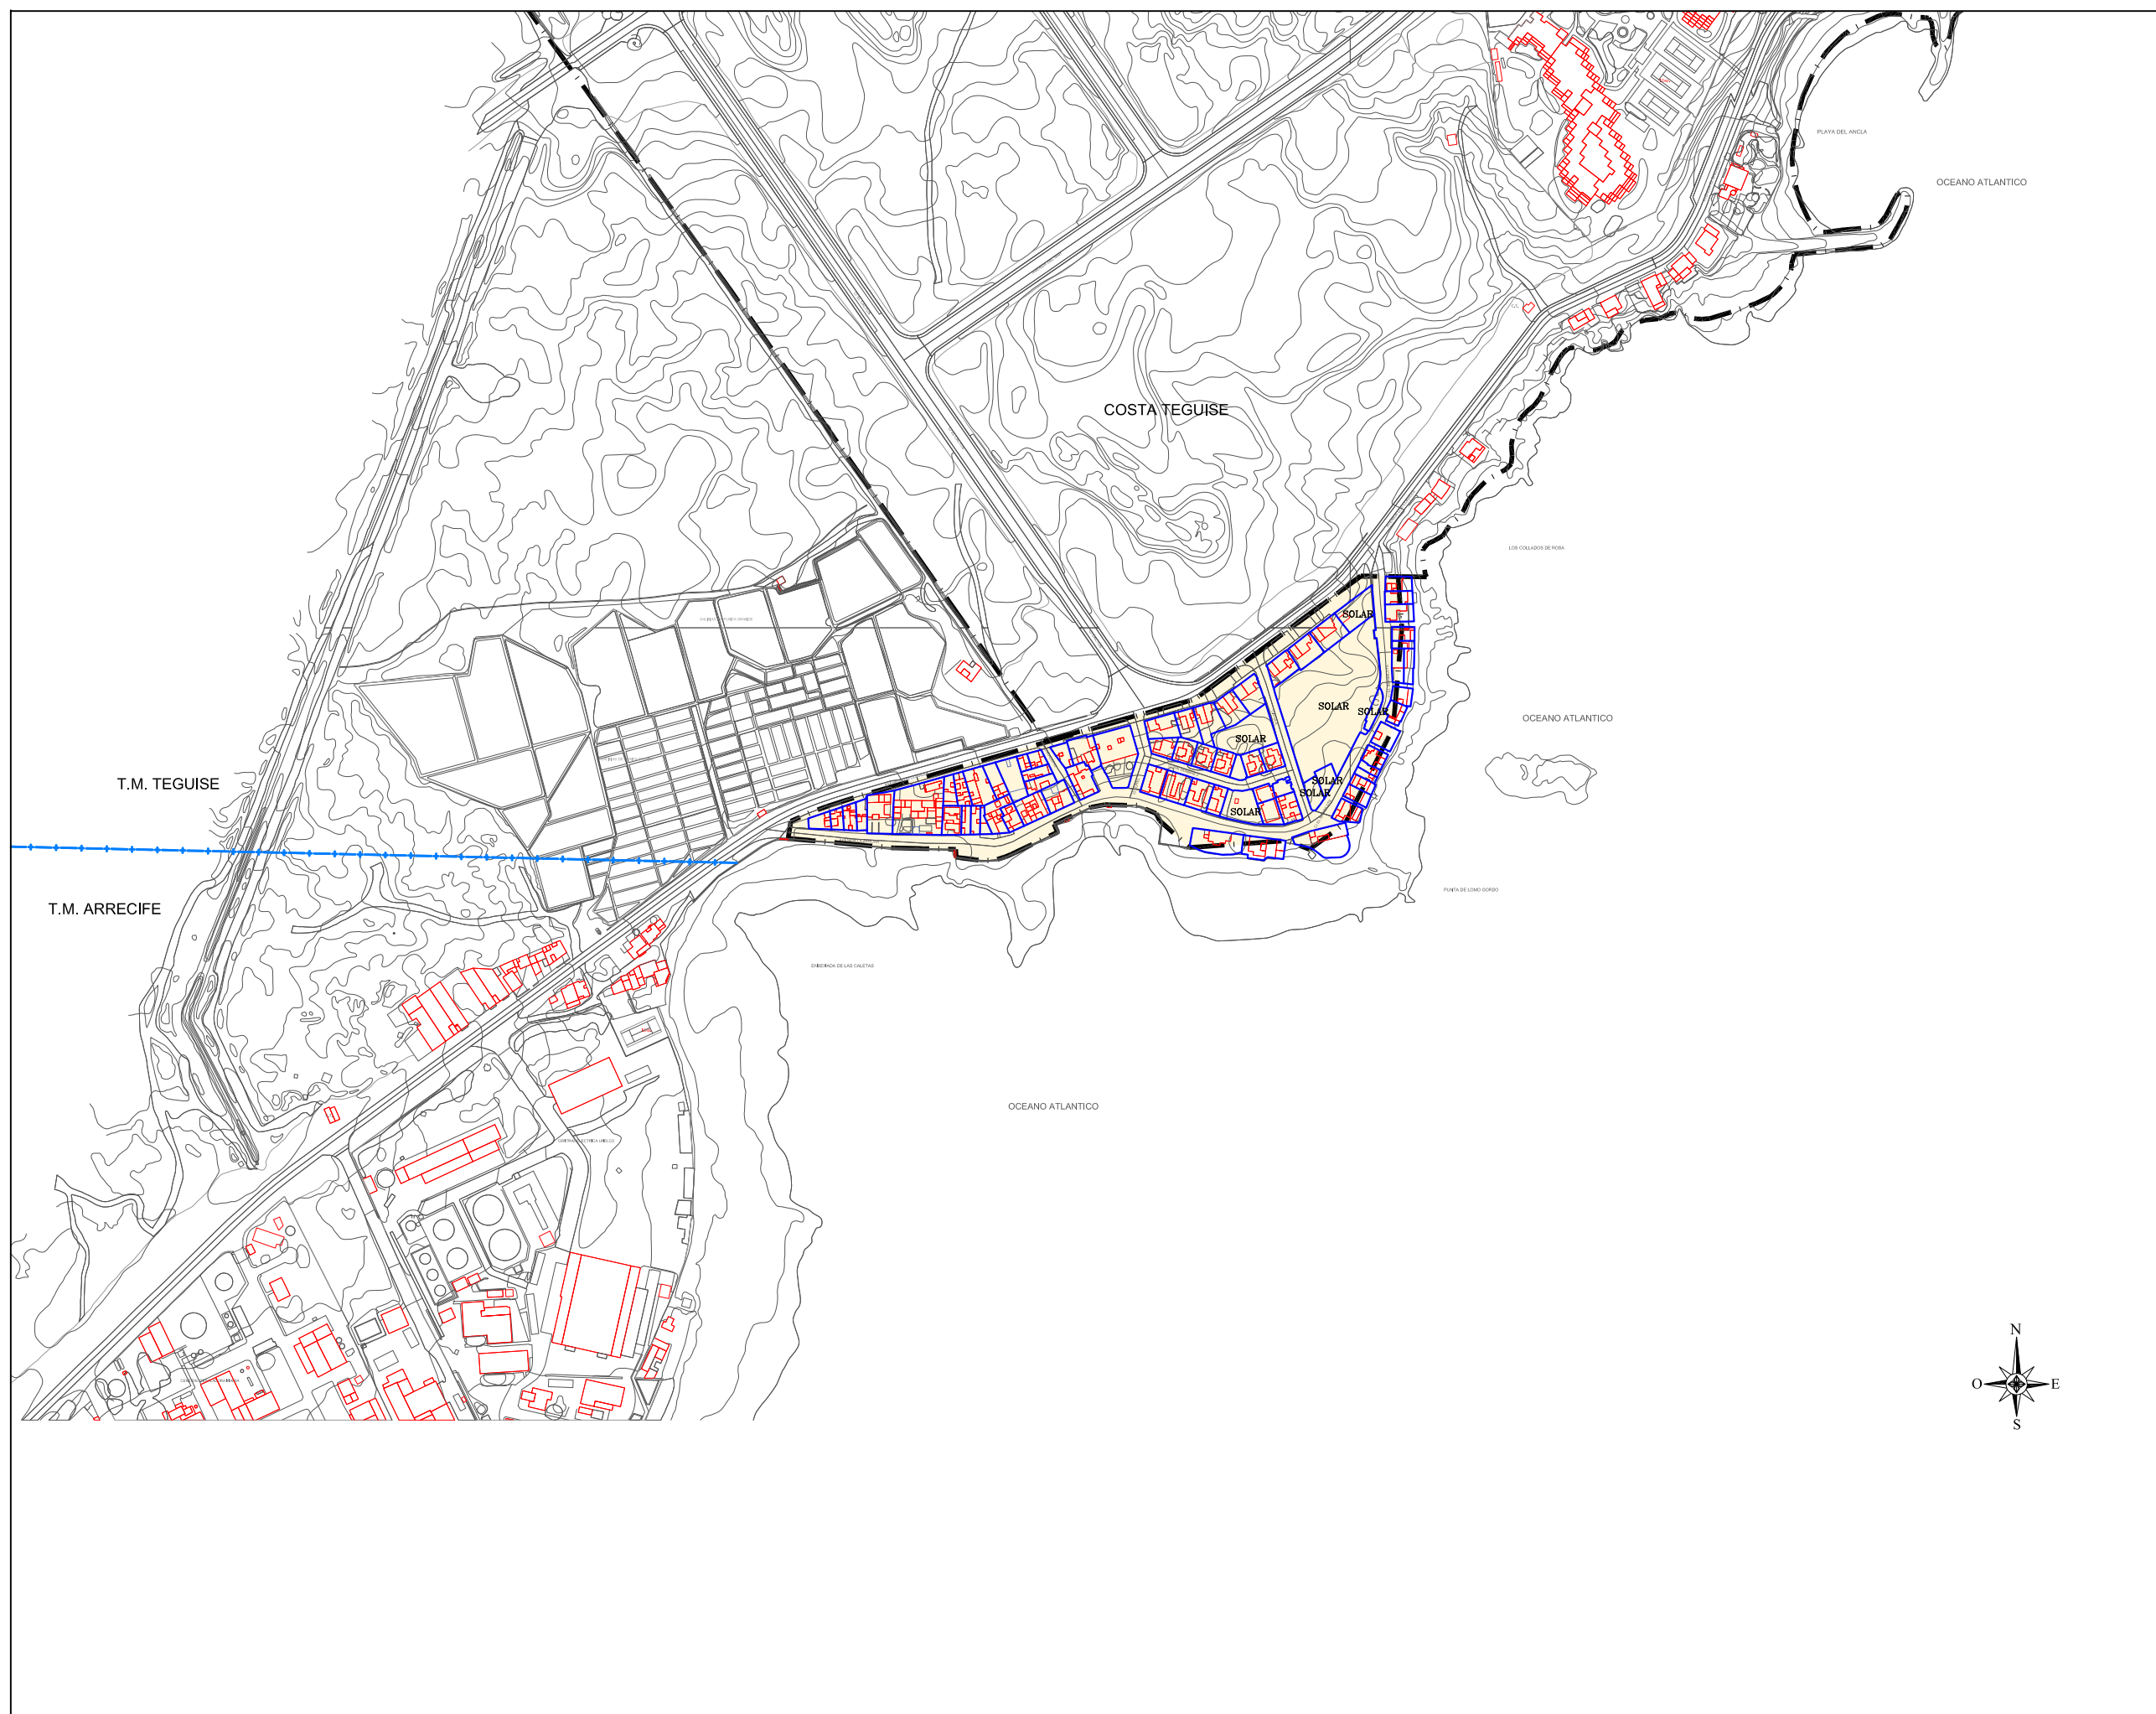 PLAYA DEL ANCLA
OCEANO ATLANTICO
COSTA TEGUISE
LOS COLLADOS DE ROSA
SOLAR
SOLAR
SOLAR
SOLAR
OCEANO ATLANTICO
SOLAR
SOLAR
SOLAR
T.M. TEGUISE
T.M. ARRECIFE
PUNTA DE LOMO GORDO
ENSENADA DE LAS CALETAS
OCEANO ATLANTICO
N
O
E
S